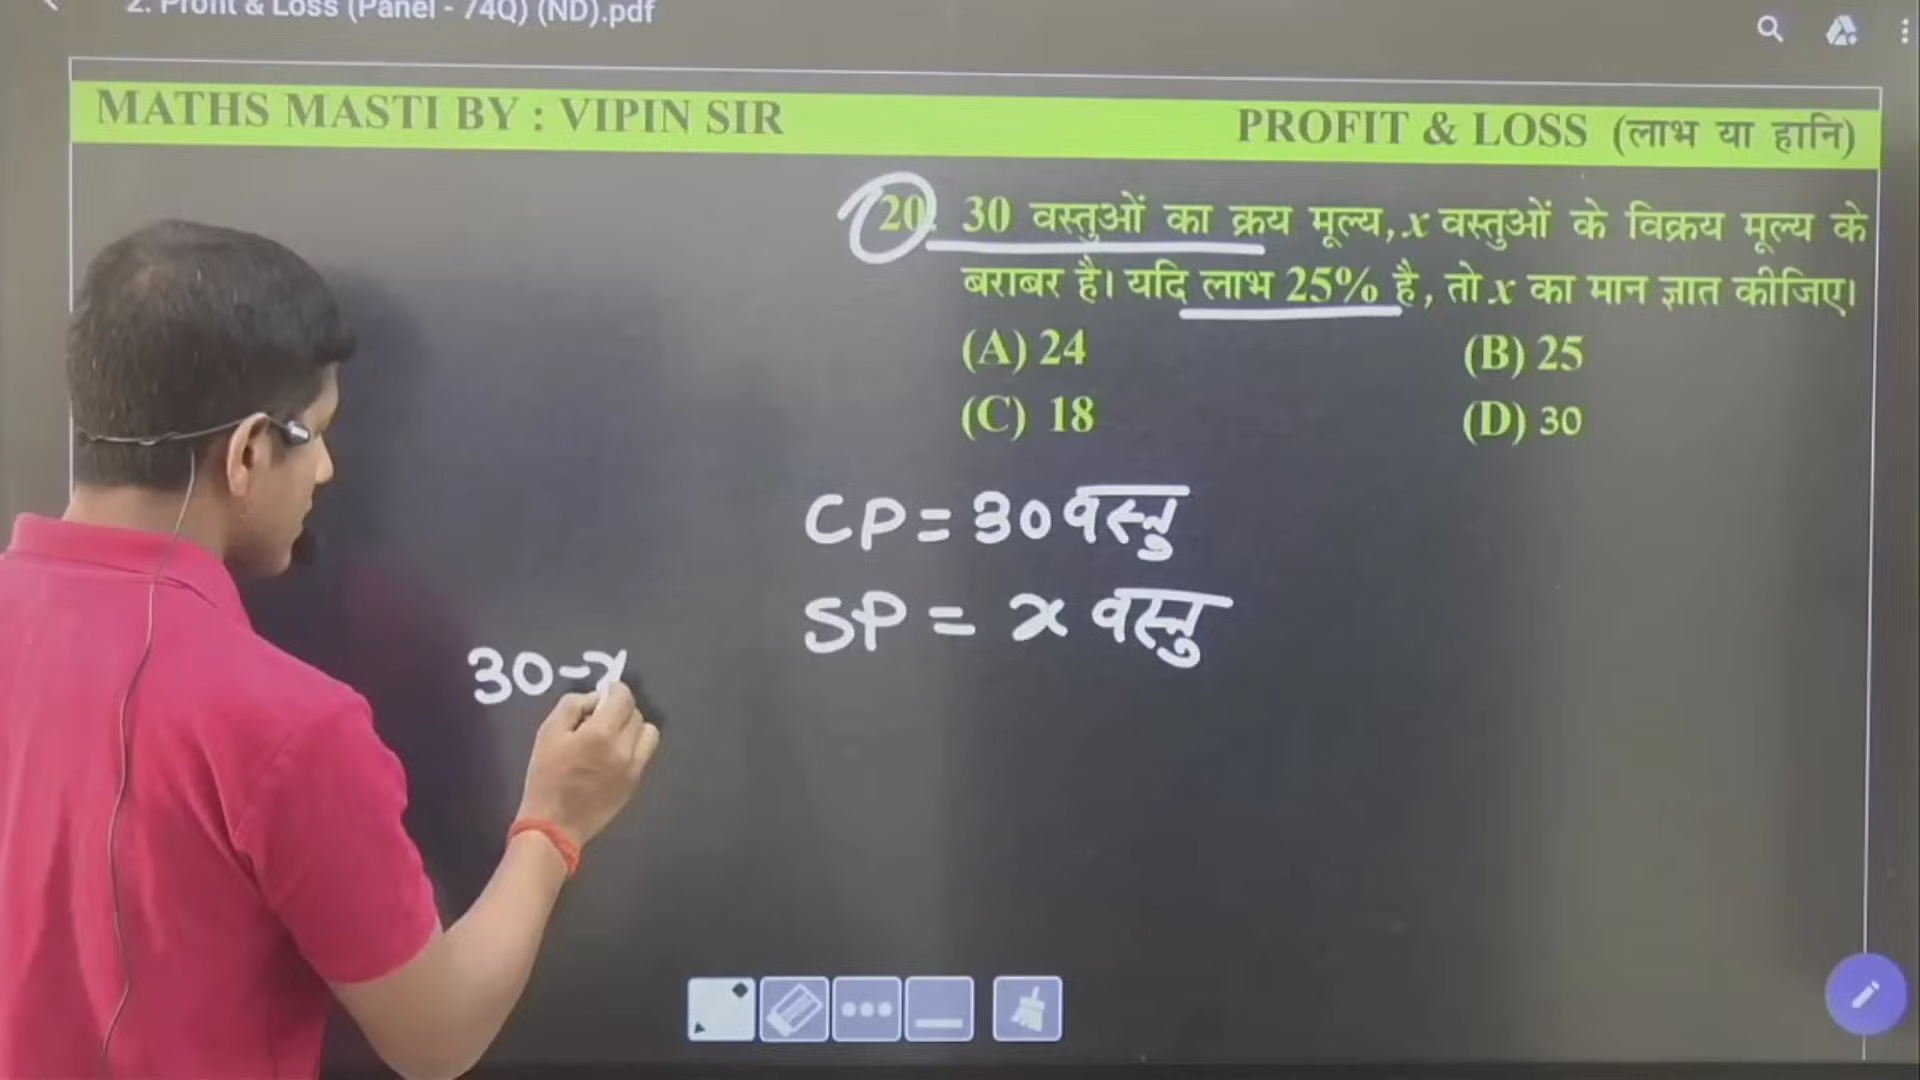 2. Profit & Loss (Panel - 74Q) (ND).pdf
MATHS MASTI BY : VIPIN SIR
PROFIT & LOSS (लाभ या हानि)
20. 30 वस्तुओं का क्रय मूल्य, x वस्तुओं के विक्रय मूल्य के
बराबर है। यदि लाभ 25% है, तो x का मान ज्ञात कीजिए।
(A) 24
(B) 25
(C) 18
(D) 30
CP = 30 वस्तु
SP = x वस्तु
30-x